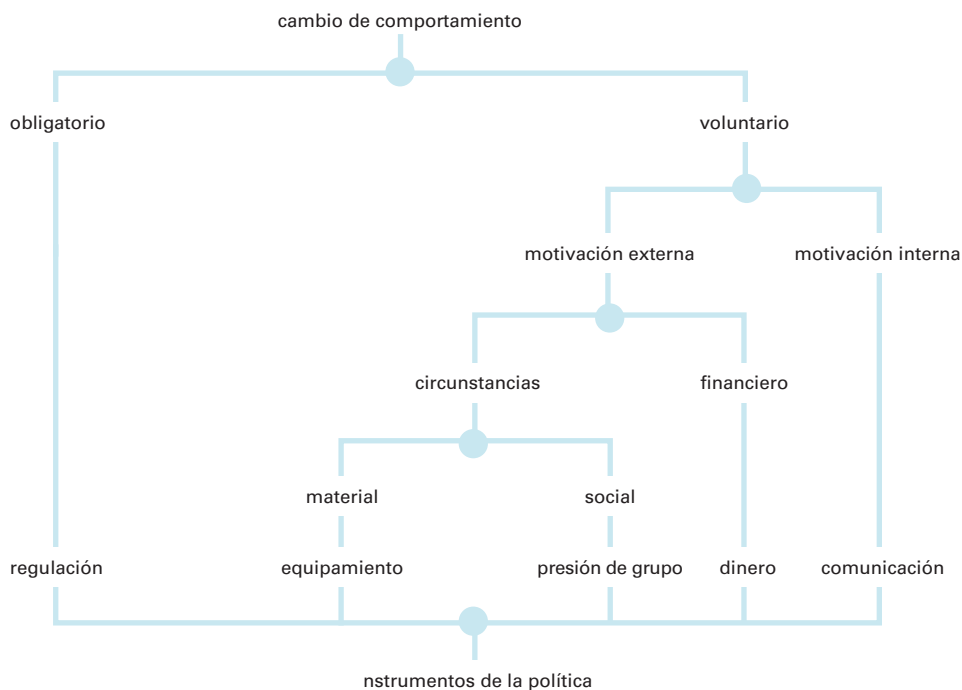 cambio de comportamiento
obligatorio
voluntario
motivación externa
motivación interna
circunstancias
financiero
material
social
regulación
equipamiento
presión de grupo
dinero
comunicación
nstrumentos de la política